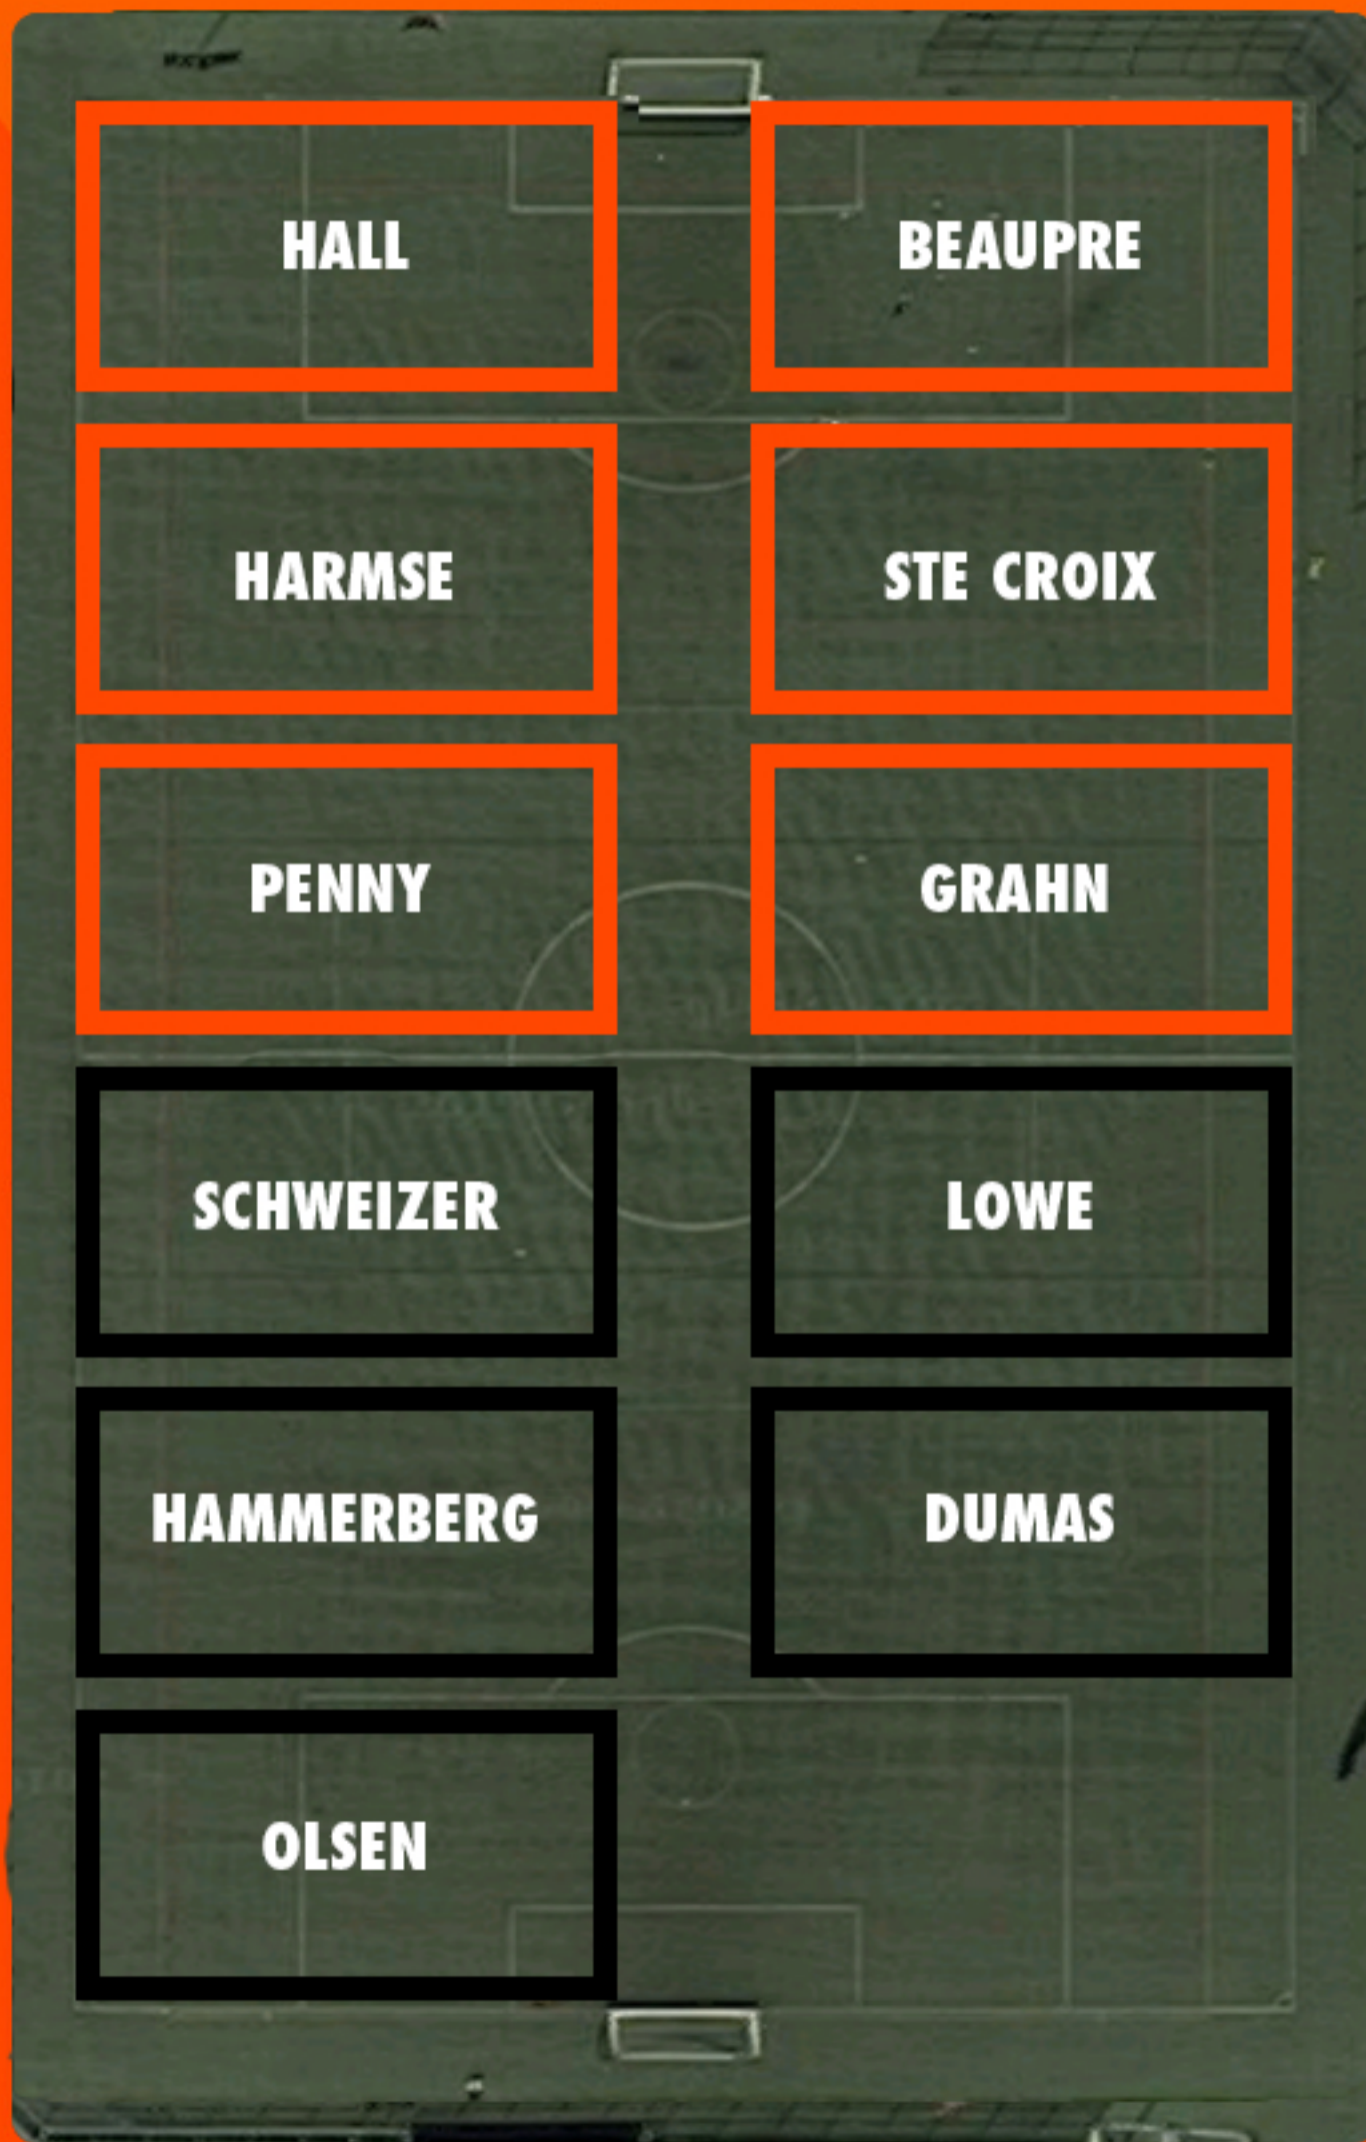 HALL
BEAUPRE
HARMSE
STE CROIX
PENNY
GRAHN
SCHWEIZER
LOWE
HAMMERBERG
DUMAS
OLSEN